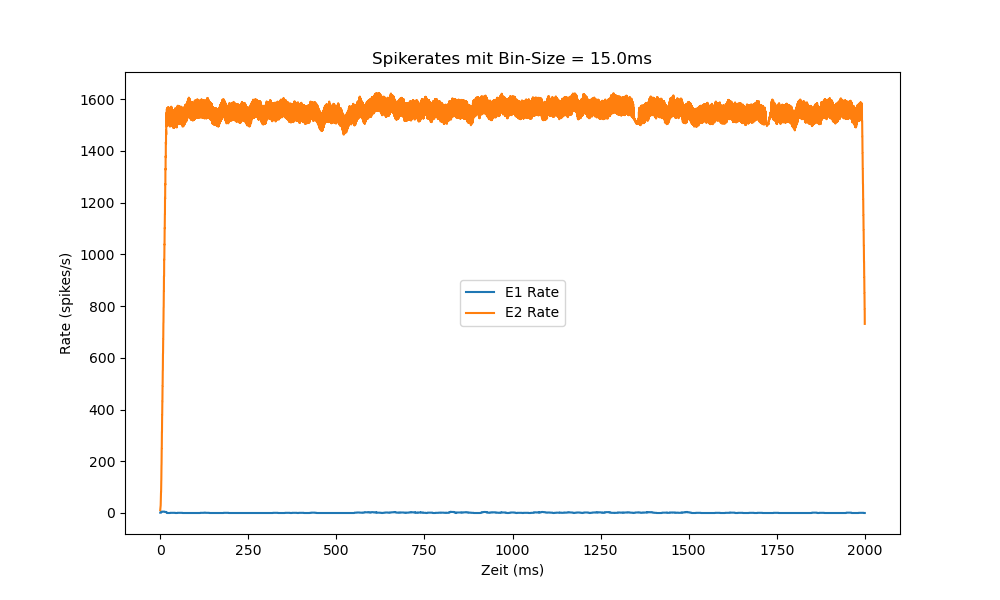 Spikerates mit Bin-Size = 15.0ms
1600
1400
1200
1000
800
600
400
200
0
Rate (spikes/s)
E1 Rate
E2 Rate
0 250 500 750 1000 1250 1500 1750 2000
Zeit (ms)